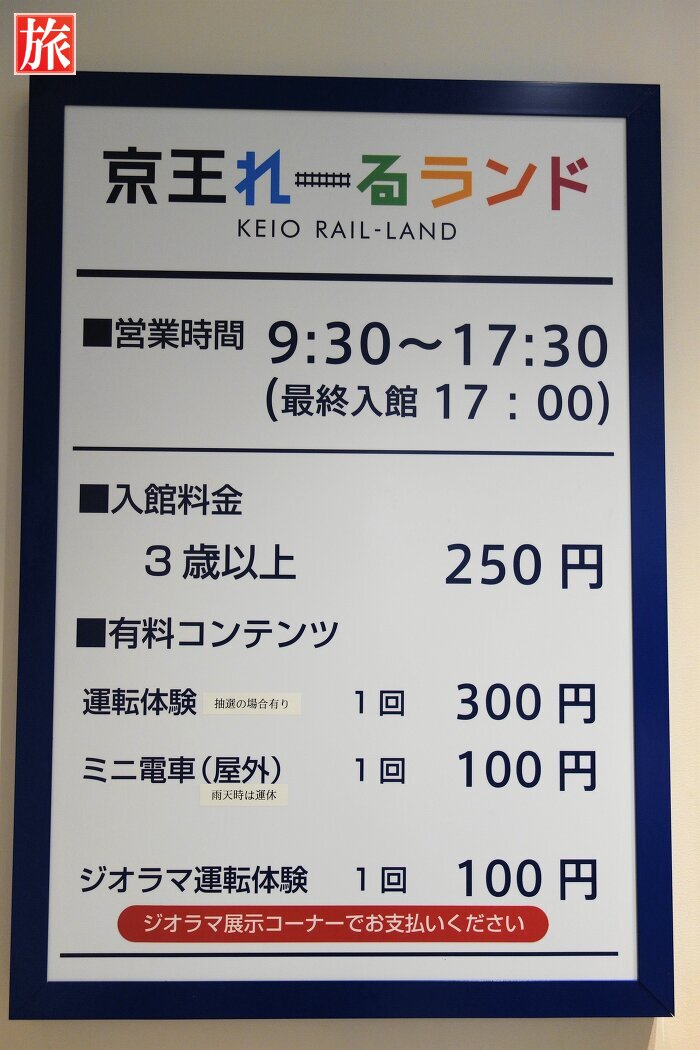 旅
京王れーるランド
KEIO RAIL-LAND
■営業時間 9:30〜17:30
(最終入館 17:00)
■入館料金
3歳以上 250円
■有料コンテンツ
運転体験 抽選の場合有り 1回 300円
ミニ電車(屋外) 1回 100円
雨天時は運休
ジオラマ運転体験 1回 100円
ジオラマ展示コーナーでお支払いください